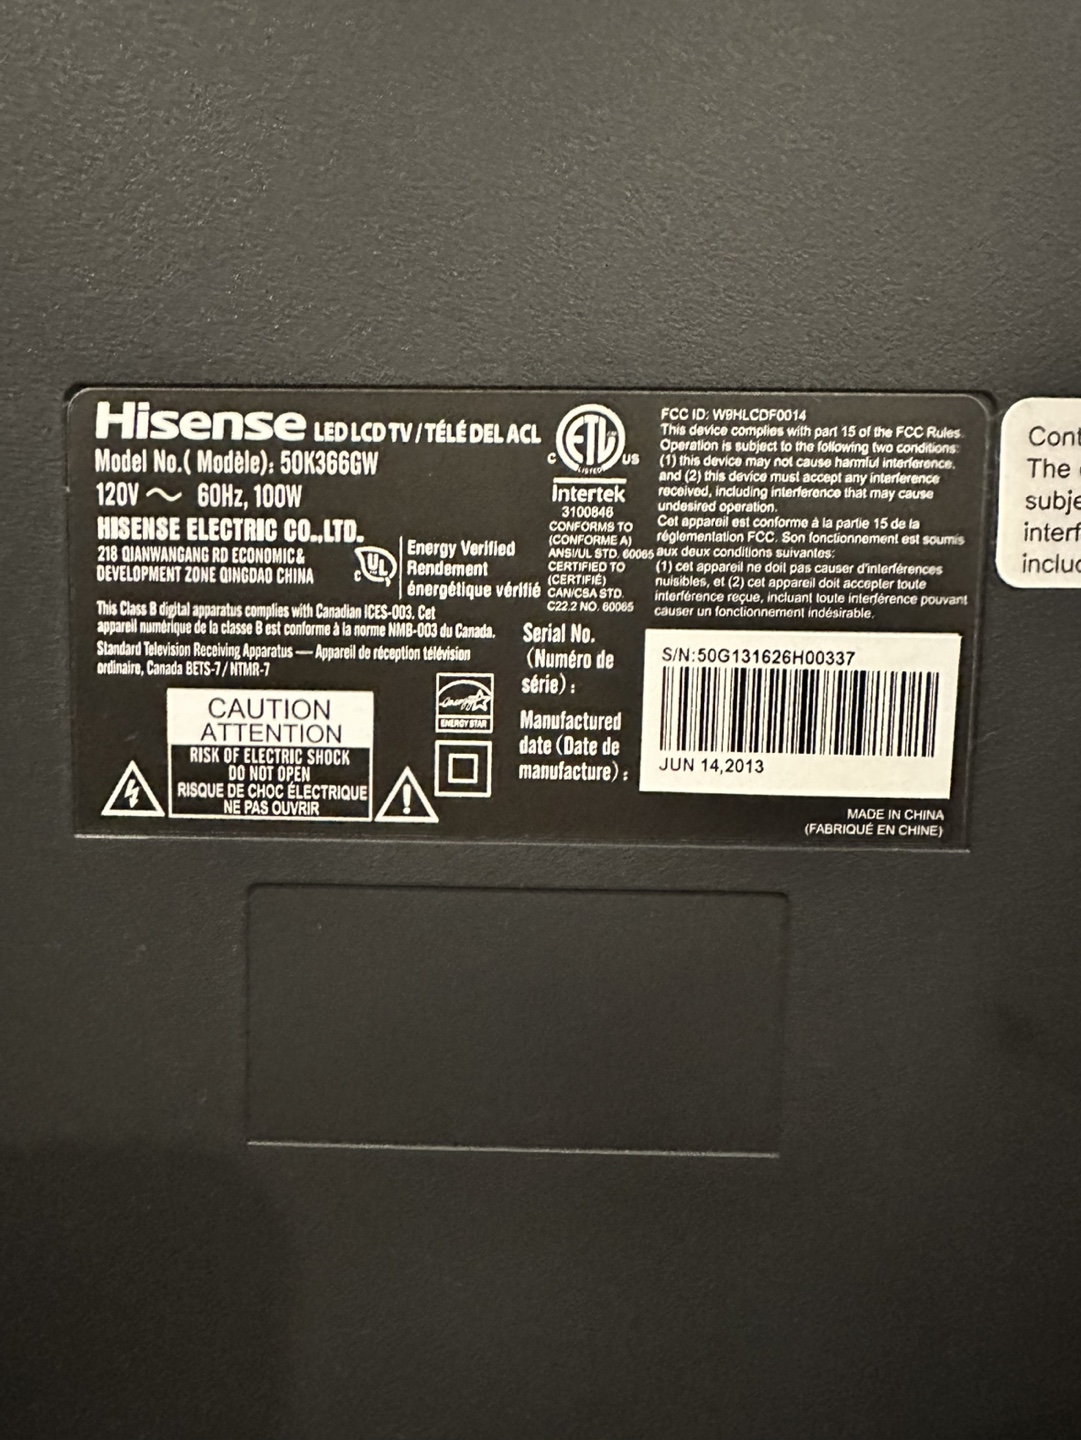 Hisense LED LCD TV / TÉLÉ DEL ACL
Model No.( Modèle): 50K366GW
120V ~ 60Hz, 100W
HISENSE ELECTRIC CO.,LTD.
218 QIANWANGANG RD ECONOMIC&
DEVELOPMENT ZONE QINGDAO CHINA
C UL
Energy Verified
Rendement
énergétique vérifié
This Class B digital apparatus complies with Canadian ICES-003. Cet
appareil numérique de la classe B est conforme à la norme NMB-003 du Canada.
Standard Television Receiving Apparatus — Appareil de réception télévision
ordinaire, Canada BETS-7 / NTMR-7
CAUTION
ATTENTION
RISK OF ELECTRIC SHOCK
DO NOT OPEN
RISQUE DE CHOC ÉLECTRIQUE
NE PAS OUVRIR
energy
ENERGY STAR
ETL
C US
LISTED
Intertek
3100846
CONFORMS TO
(CONFORME A)
ANSI/UL STD. 60065
CERTIFIED TO
(CERTIFIÉ)
CAN/CSA STD.
C22.2 NO. 60065
FCC ID: W9HLCDF0014
This device complies with part 15 of the FCC Rules.
Operation is subject to the following two conditions:
(1) this device may not cause harmful interference,
and (2) this device must accept any interference
received, including interference that may cause
undesired operation.
Cet appareil est conforme à la partie 15 de la
réglementation FCC. Son fonctionnement est soumis
aux deux conditions suivantes:
(1) cet appareil ne doit pas causer d'interférences
nuisibles, et (2) cet appareil doit accepter toute
interférence reçue, incluant toute interférence pouvant
causer un fonctionnement indésirable.
Serial No.
(Numéro de
série) :
Manufactured
date (Date de
manufacture) :
S/N:50G131626H00337
JUN 14,2013
MADE IN CHINA
(FABRIQUÉ EN CHINE)
Cont
The
subje
interf
includ